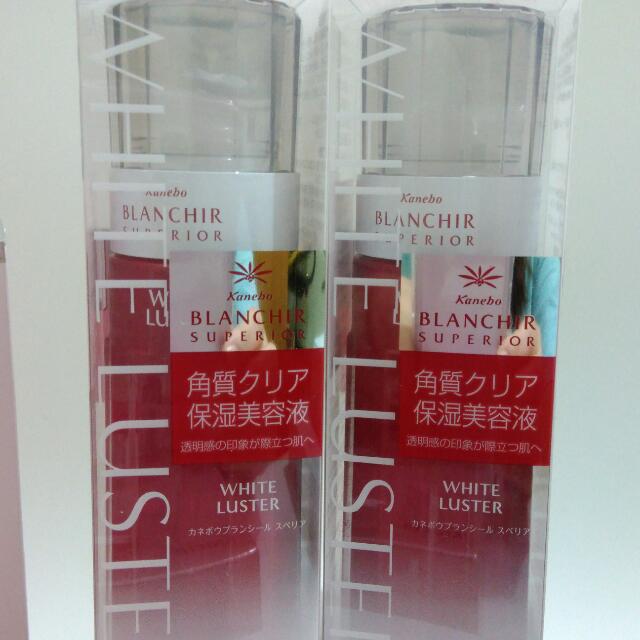 WHITE LUSTE
Kanebo
BLANCHIR
SUPERIOR
WHI
LUS
Kanebo
BLANCHIR
SUPERIOR
角質クリア
保湿美容液
透明感の印象が際立つ肌へ
WHITE
LUSTER
カネボウブランシール スペリア
WHITE LUSTE
Kanebo
BLANCHIR
SUPERIOR
Kanebo
BLANCHIR
SUPERIOR
角質クリア
保湿美容液
透明感の印象が際立つ肌へ
WHITE
LUSTER
カネボウブランシール スペリア